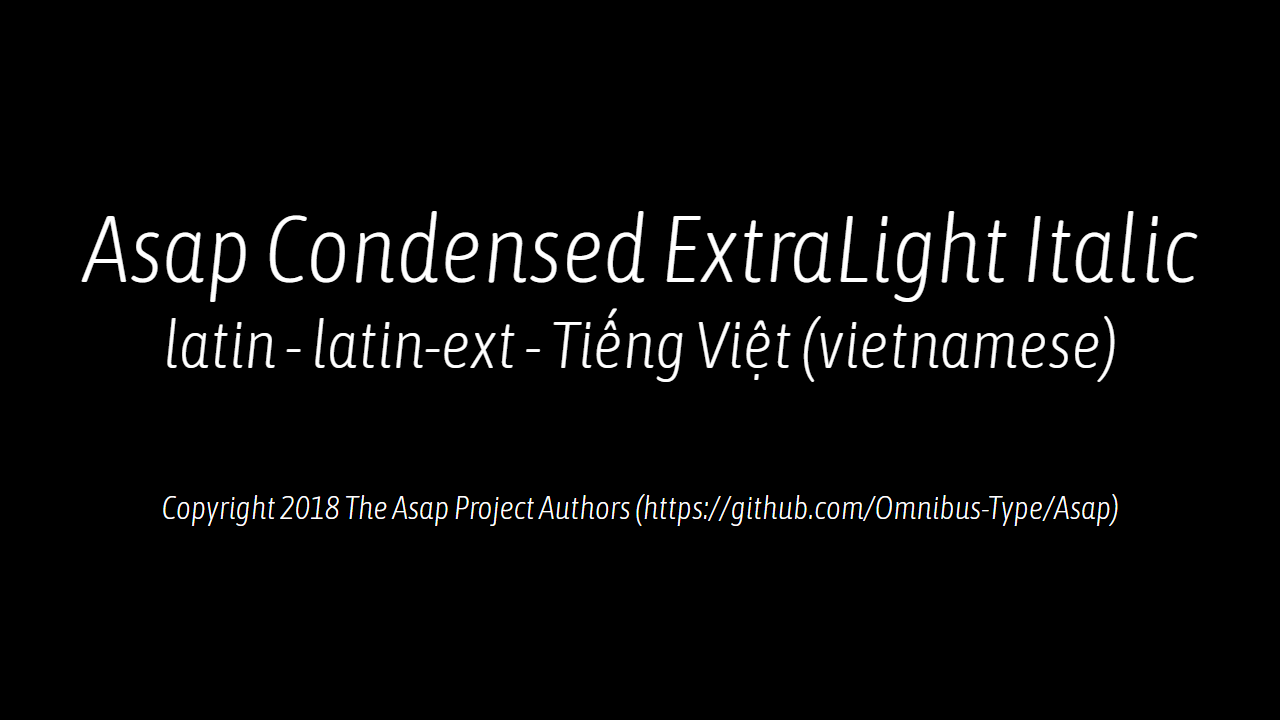 Asap Condensed ExtraLight Italic
latin - latin-ext - Tiếng Việt (vietnamese)
Copyright 2018 The Asap Project Authors (https://github.com/Omnibus-Type/Asap)